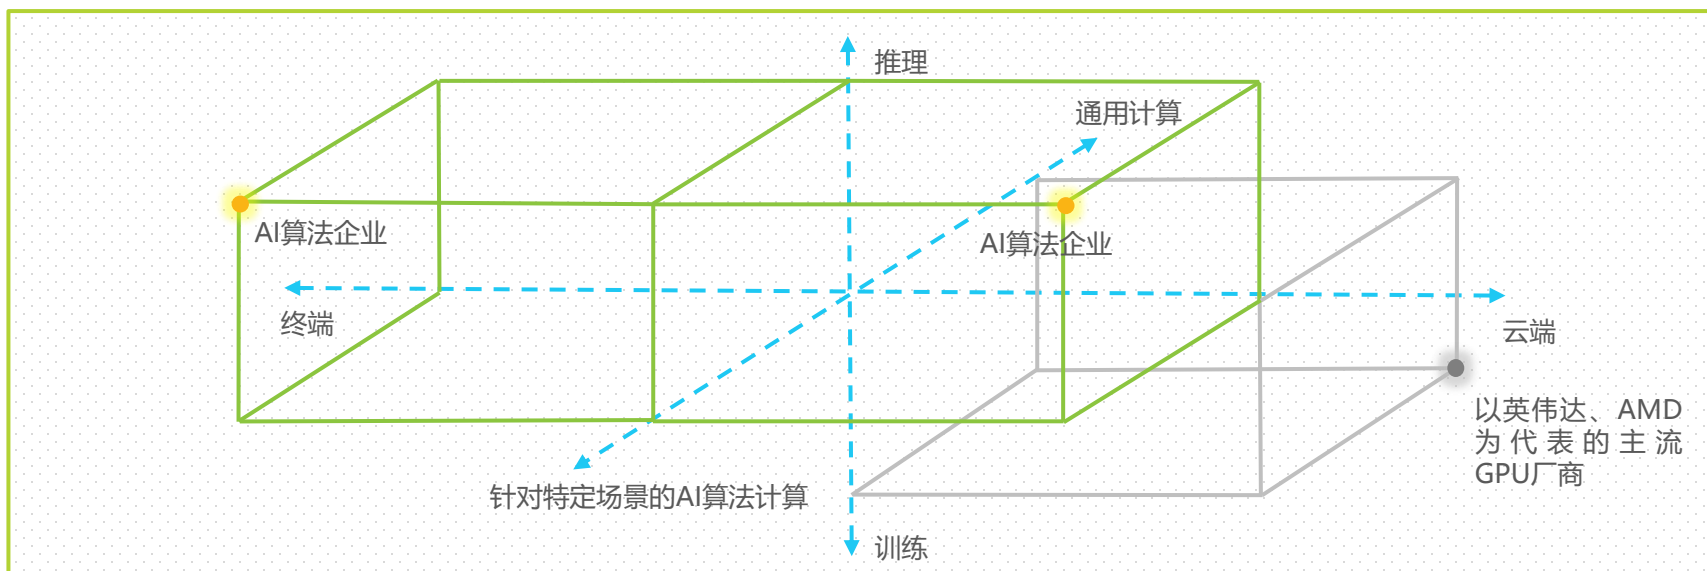 推理
通用计算
AI算法企业
AI算法企业
终端
云端
以英伟达、AMD
为代表的主流
GPU厂商
针对特定场景的AI算法计算
训练